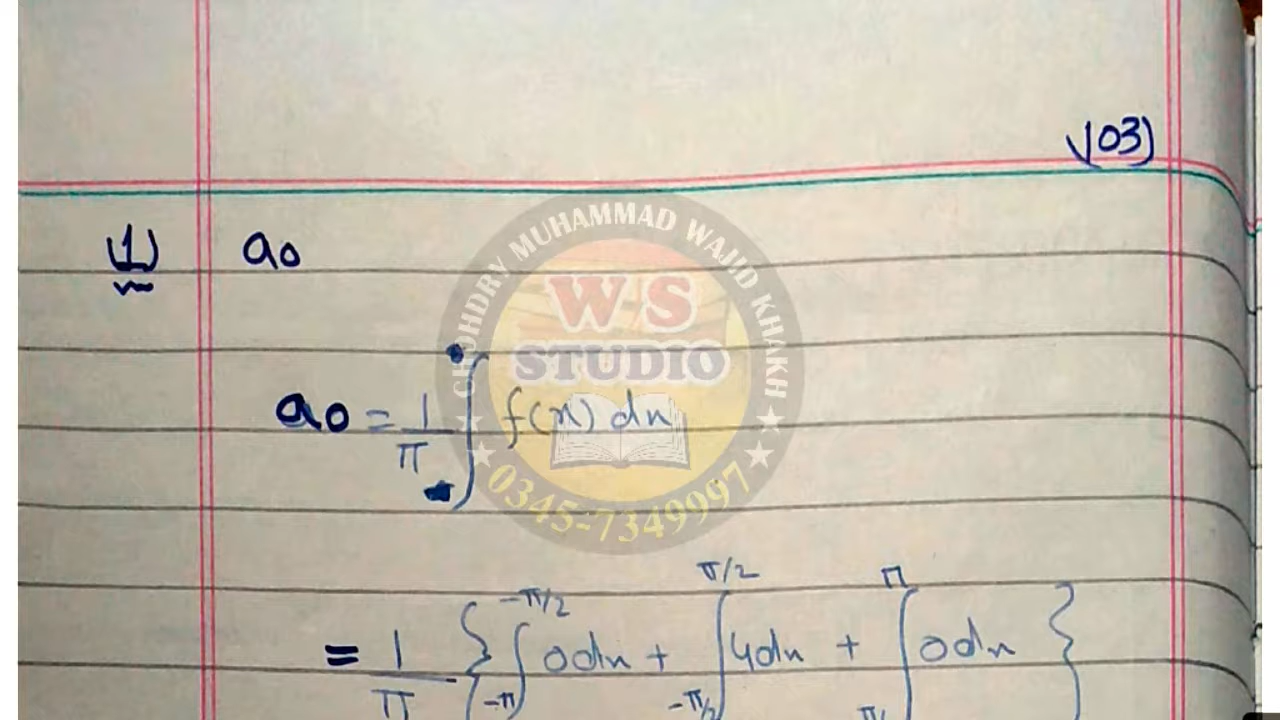 (03)
(1) a₀
CHOHDRY MUHAMMAD WAJID KHAKH
WS
STUDIO
0345-7349997
a₀ = 1/π ∫ f(x) dx
= 1/π { ∫_{-π}^{-π/2} 0dx + ∫_{-π/2}^{π/2} 4dx + ∫^{π} 0dx }